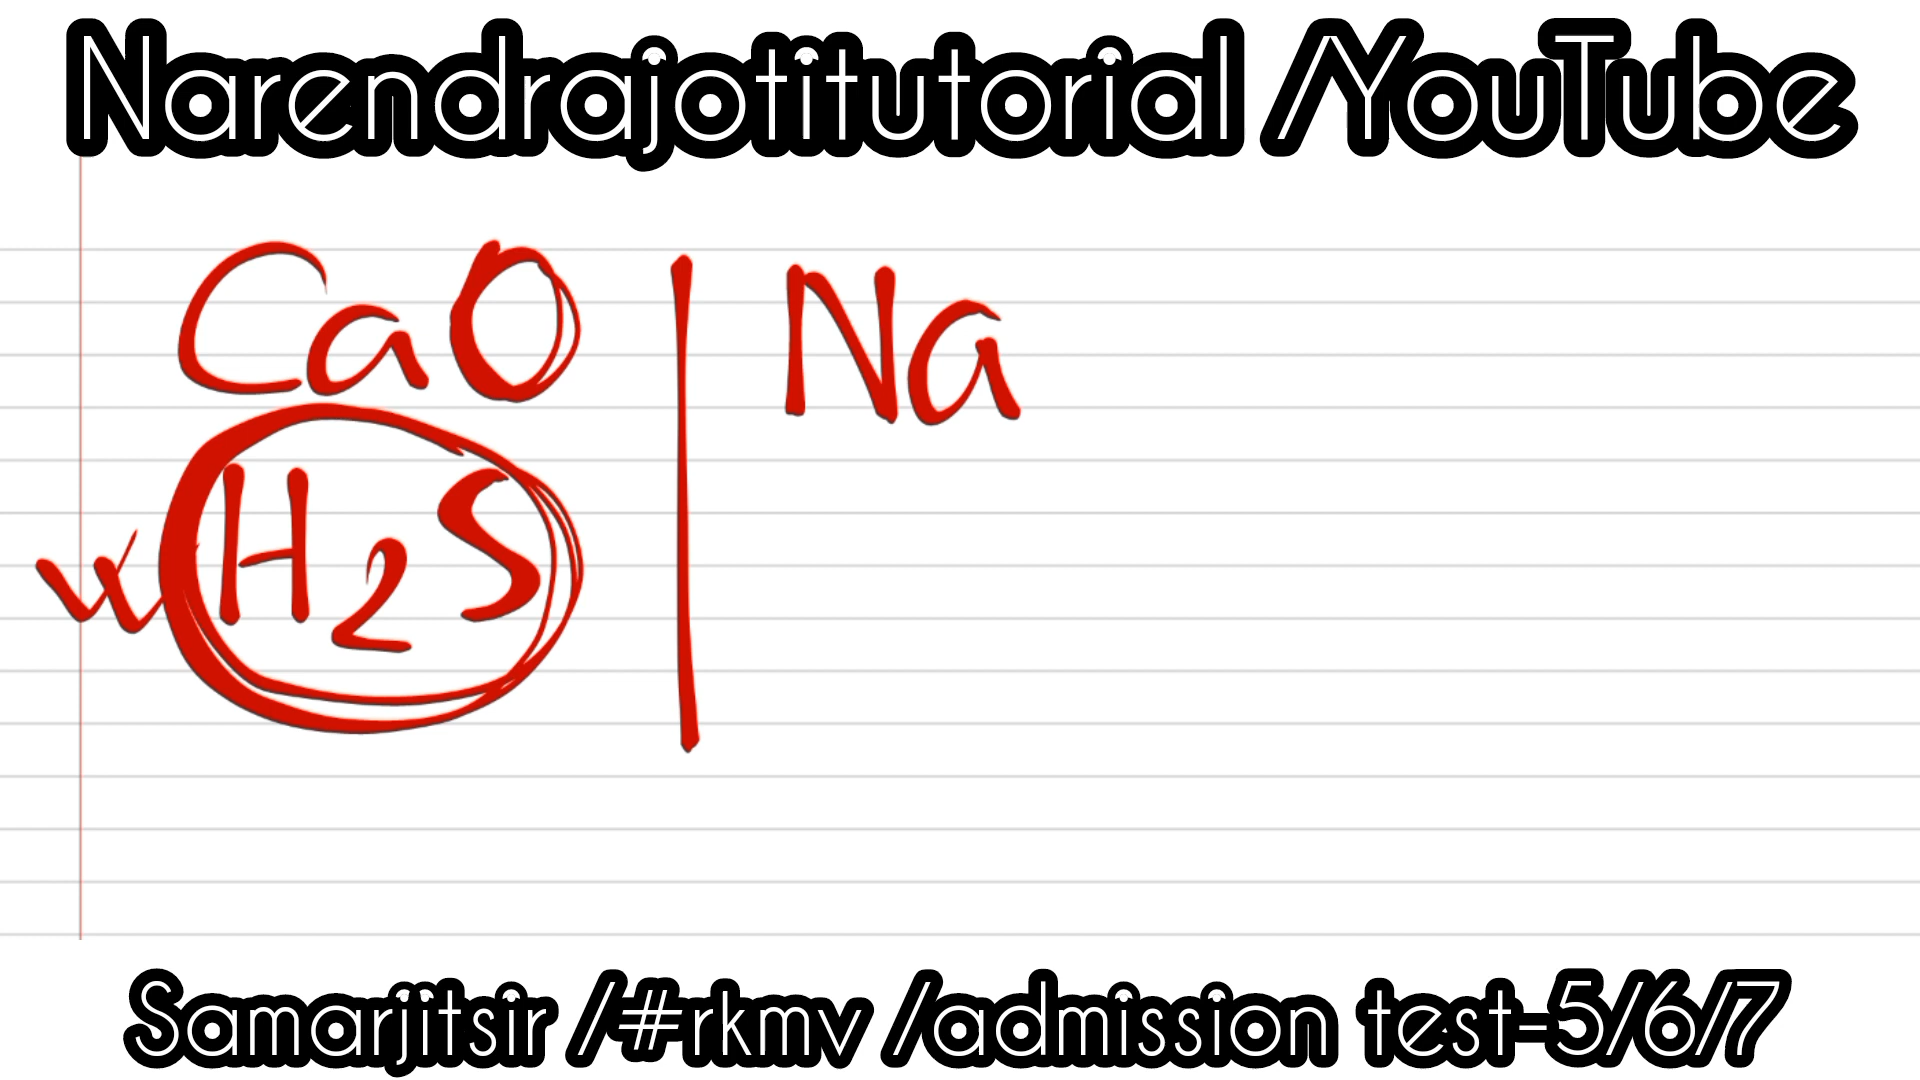 Narendrajotitutorial /YouTube
CaO | Na
H2S
Samarjitsir /#rkmv /admission test=5/6/7